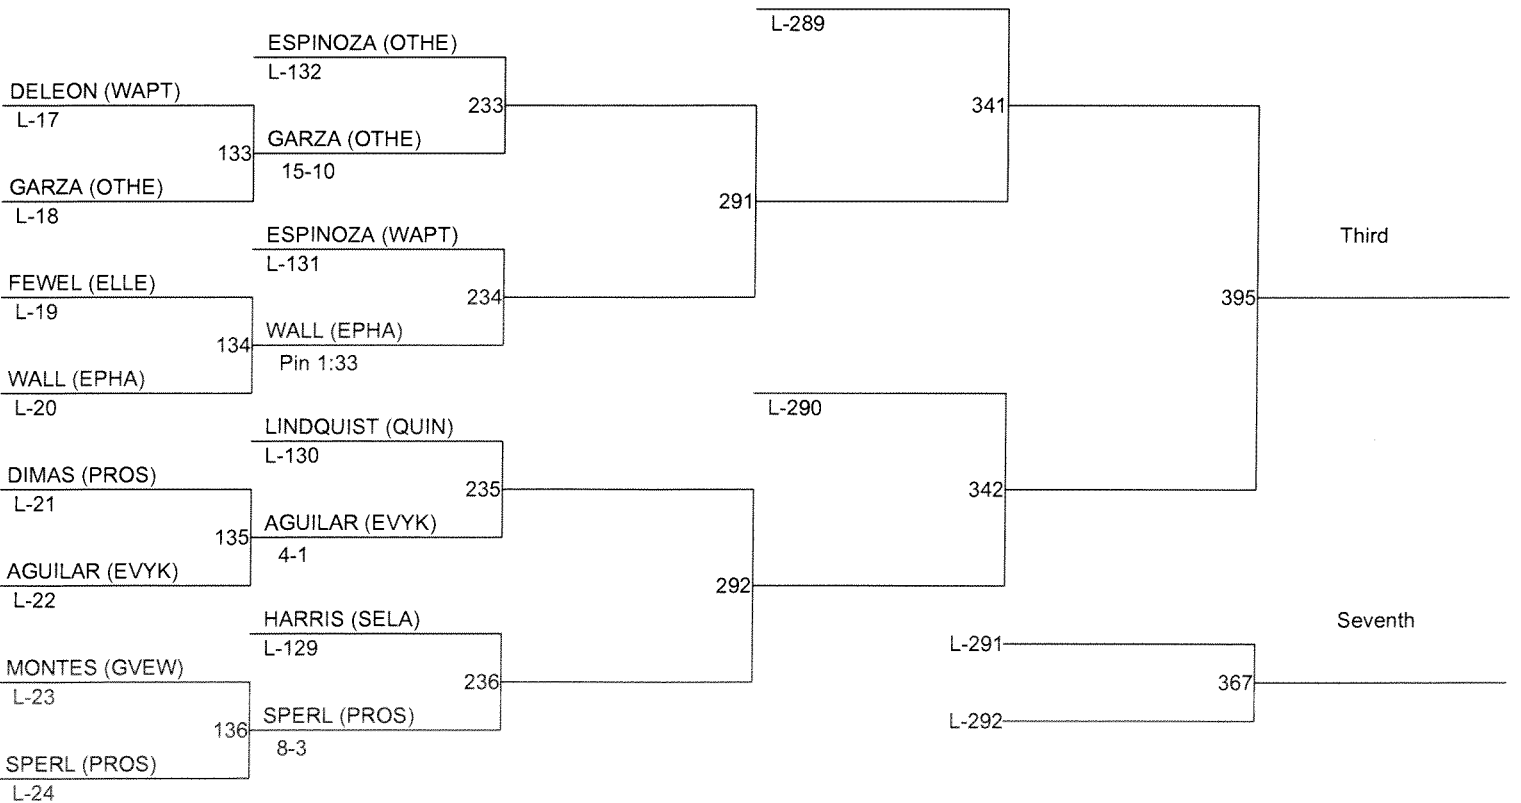 DELEON (WAPT)
L-17
133
GARZA (OTHE)
L-18
FEWEL (ELLE)
L-19
134
WALL (EPHA)
L-20
DIMAS (PROS)
L-21
135
AGUILAR (EVYK)
L-22
MONTES (GVEW)
L-23
136
SPERL (PROS)
L-24
ESPINOZA (OTHE)
L-132
233
GARZA (OTHE)
15-10
ESPINOZA (WAPT)
L-131
234
WALL (EPHA)
Pin 1:33
LINDQUIST (QUIN)
L-130
235
AGUILAR (EVYK)
4-1
HARRIS (SELA)
L-129
236
SPERL (PROS)
8-3
291
292
L-289
341
L-290
342
395
Third
Seventh
L-291
367
L-292